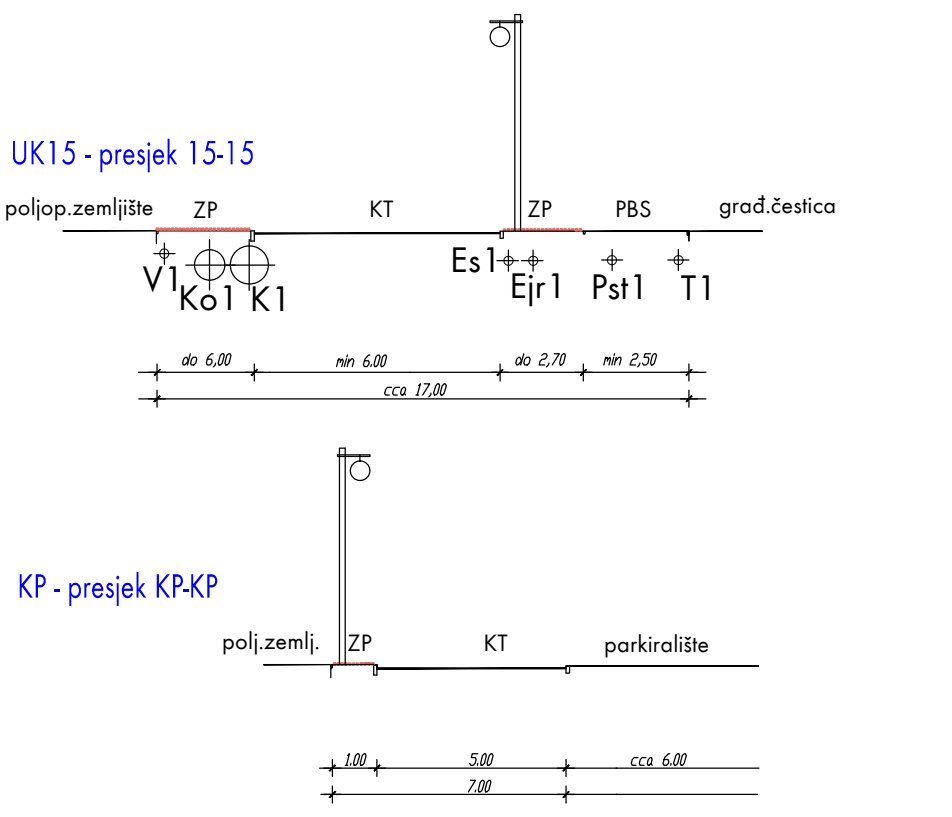 UK15 - presjek 15-15
poljop.zemljište ZP KT ZP PBS građ.čestica
V1 Ko1 K1 Es1 Ejr1 Pst1 T1
do 6,00 min 6.00 do 2,70 min 2,50
cca 17,00
KP - presjek KP-KP
polj.zemlj. ZP KT parkiralište
1.00 5.00 cca 6.00
7.00